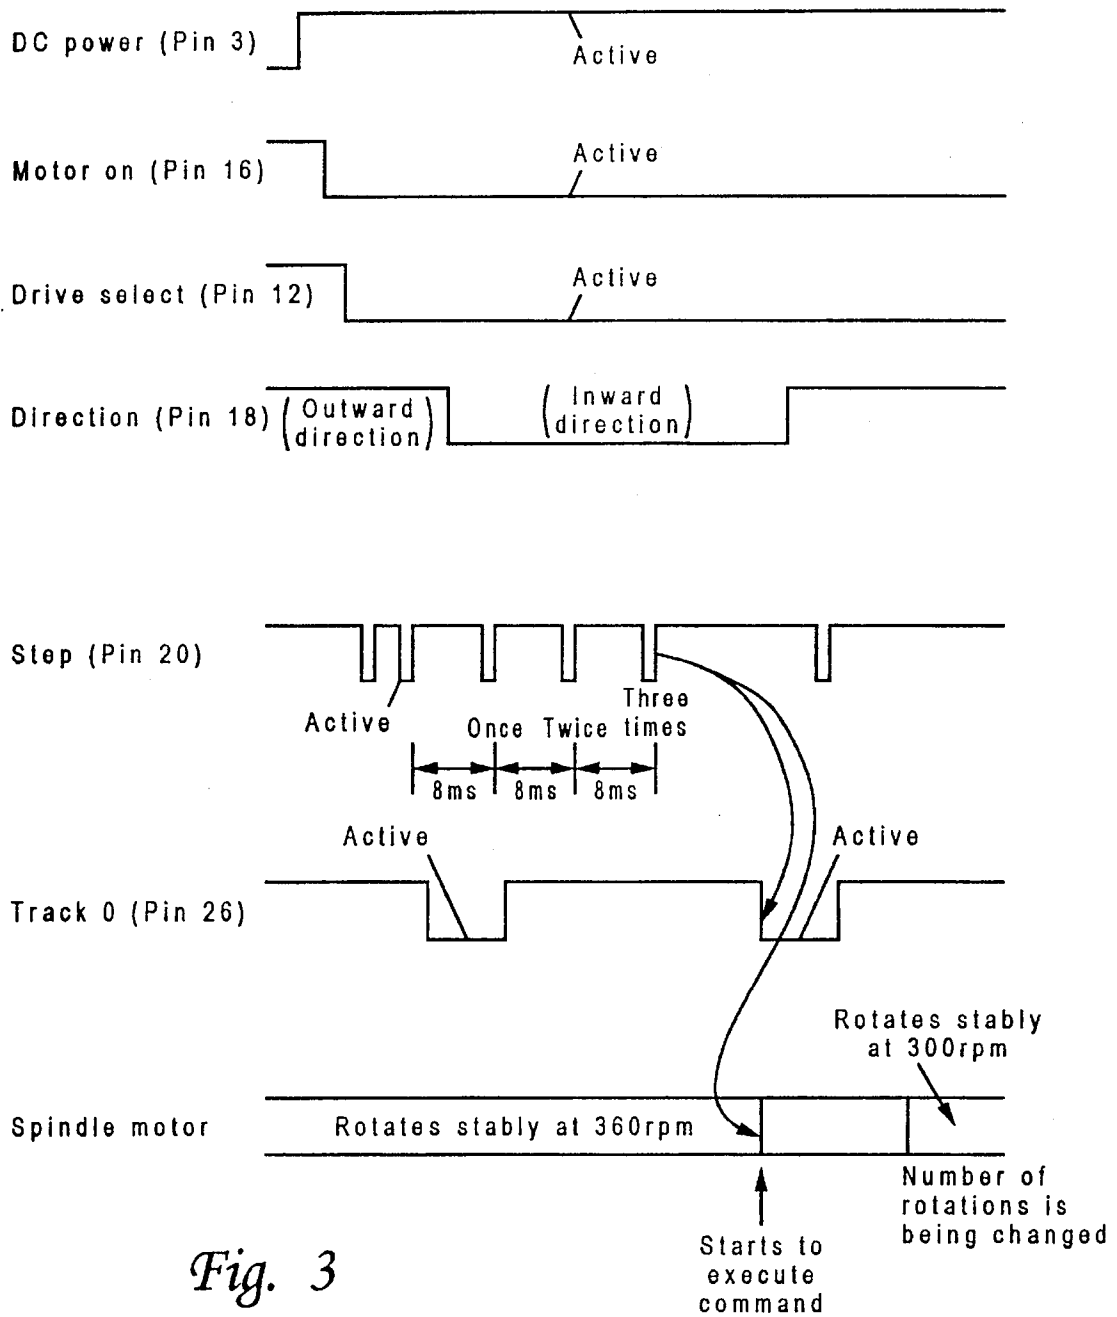 DC power (Pin 3)
Active
Motor on (Pin 16)
Active
Drive select (Pin 12)
Active
Direction (Pin 18)
(Outward
direction)
(Inward
direction)
Step (Pin 20)
Active
Once
Twice
Three
times
8ms
8ms
8ms
Active
Active
Track 0 (Pin 26)
Rotates stably
at 300rpm
Spindle motor
Rotates stably at 360rpm
Number of
rotations is
being changed
Starts to
execute
command
Fig. 3